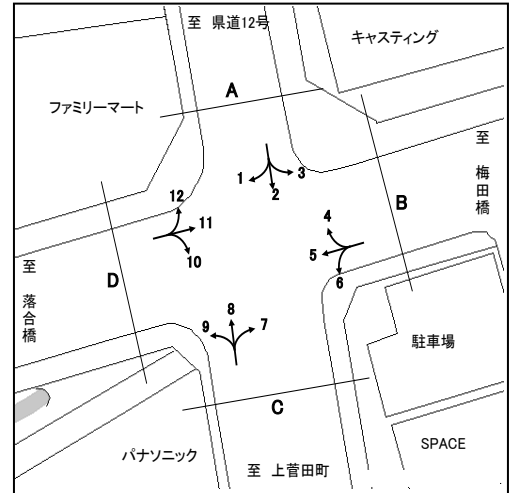 至 県道12号
キャスティング
ファミリーマート
A
至 梅田橋
1
2
3
12
11
10
4
5
6
B
D
至 落合橋
9
8
7
駐車場
C
パナソニック
至 上菅田町
SPACE